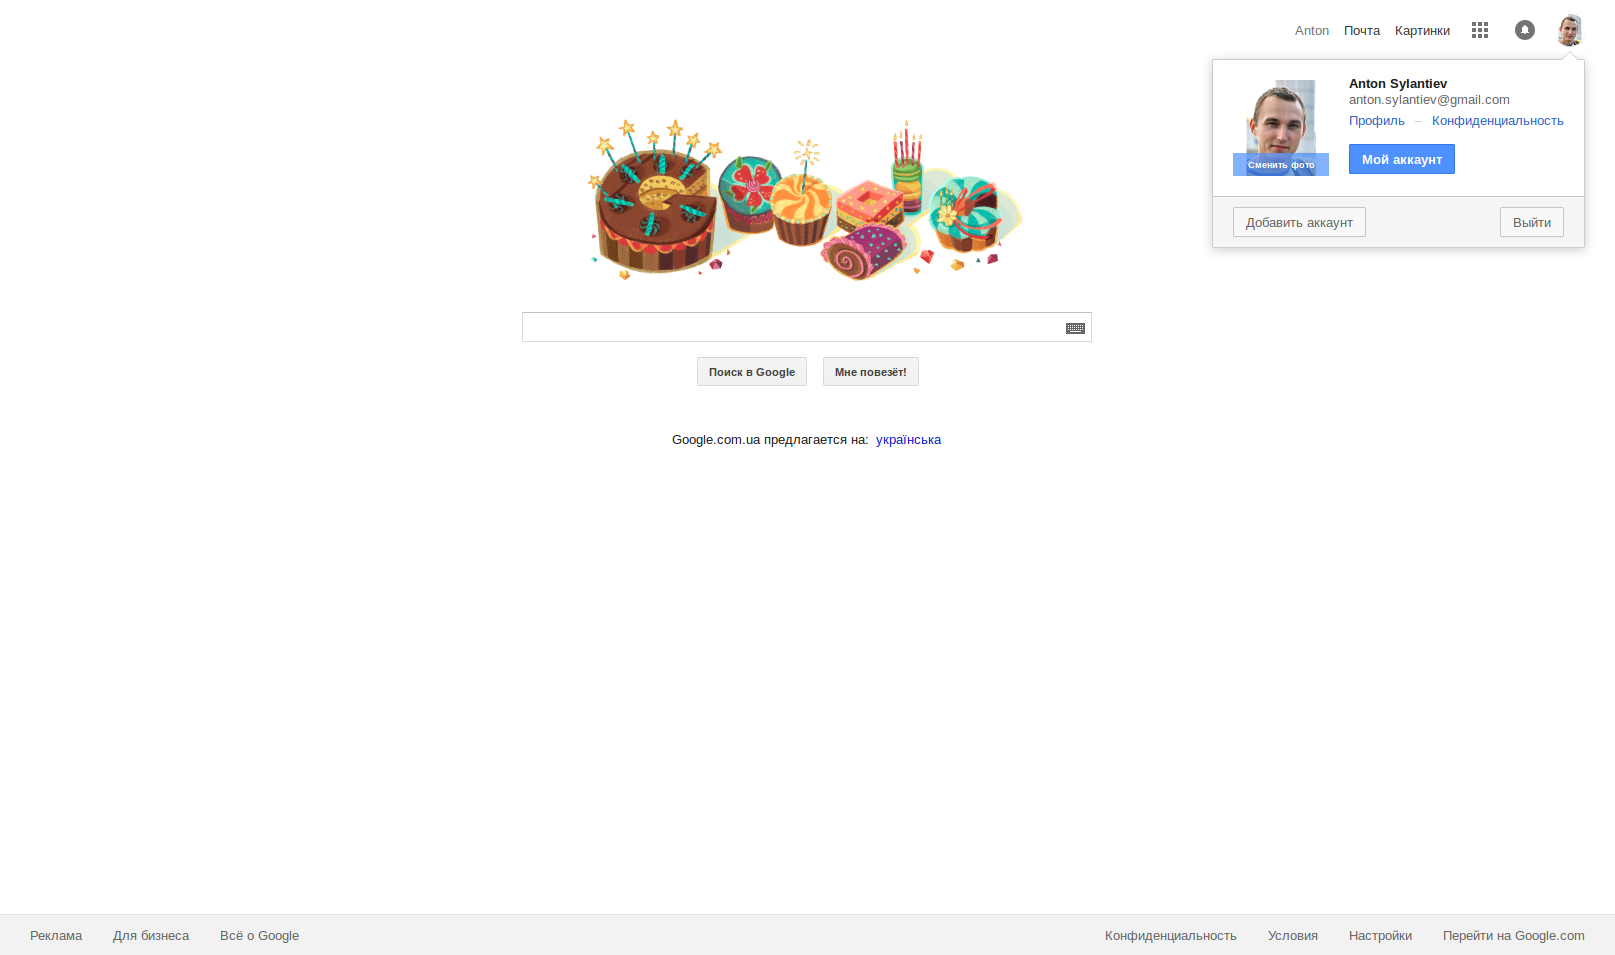 Anton Почта Картинки
Anton Sylantiev
anton.sylantiev@gmail.com
Профиль – Конфиденциальность
Мой аккаунт
Сменить фото
Добавить аккаунт Выйти
Поиск в Google Мне повезёт!
Google.com.ua предлагается на: українська
Реклама Для бизнеса Всё о Google Конфиденциальность Условия Настройки Перейти на Google.com